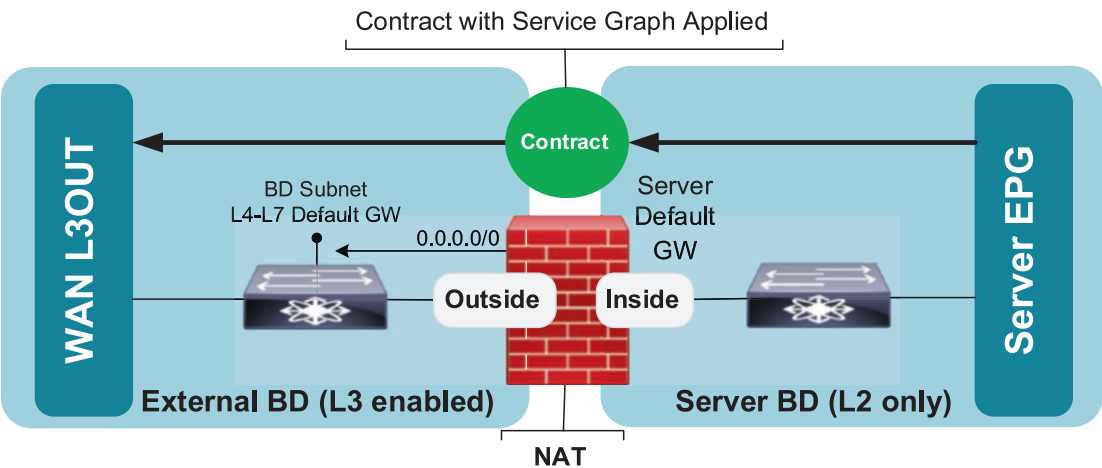 Contract with Service Graph Applied
WAN L3OUT
Contract
BD Subnet
L4-L7 Default GW
0.0.0.0/0
Server
Default
GW
Outside
Inside
Server EPG
External BD (L3 enabled)
Server BD (L2 only)
NAT